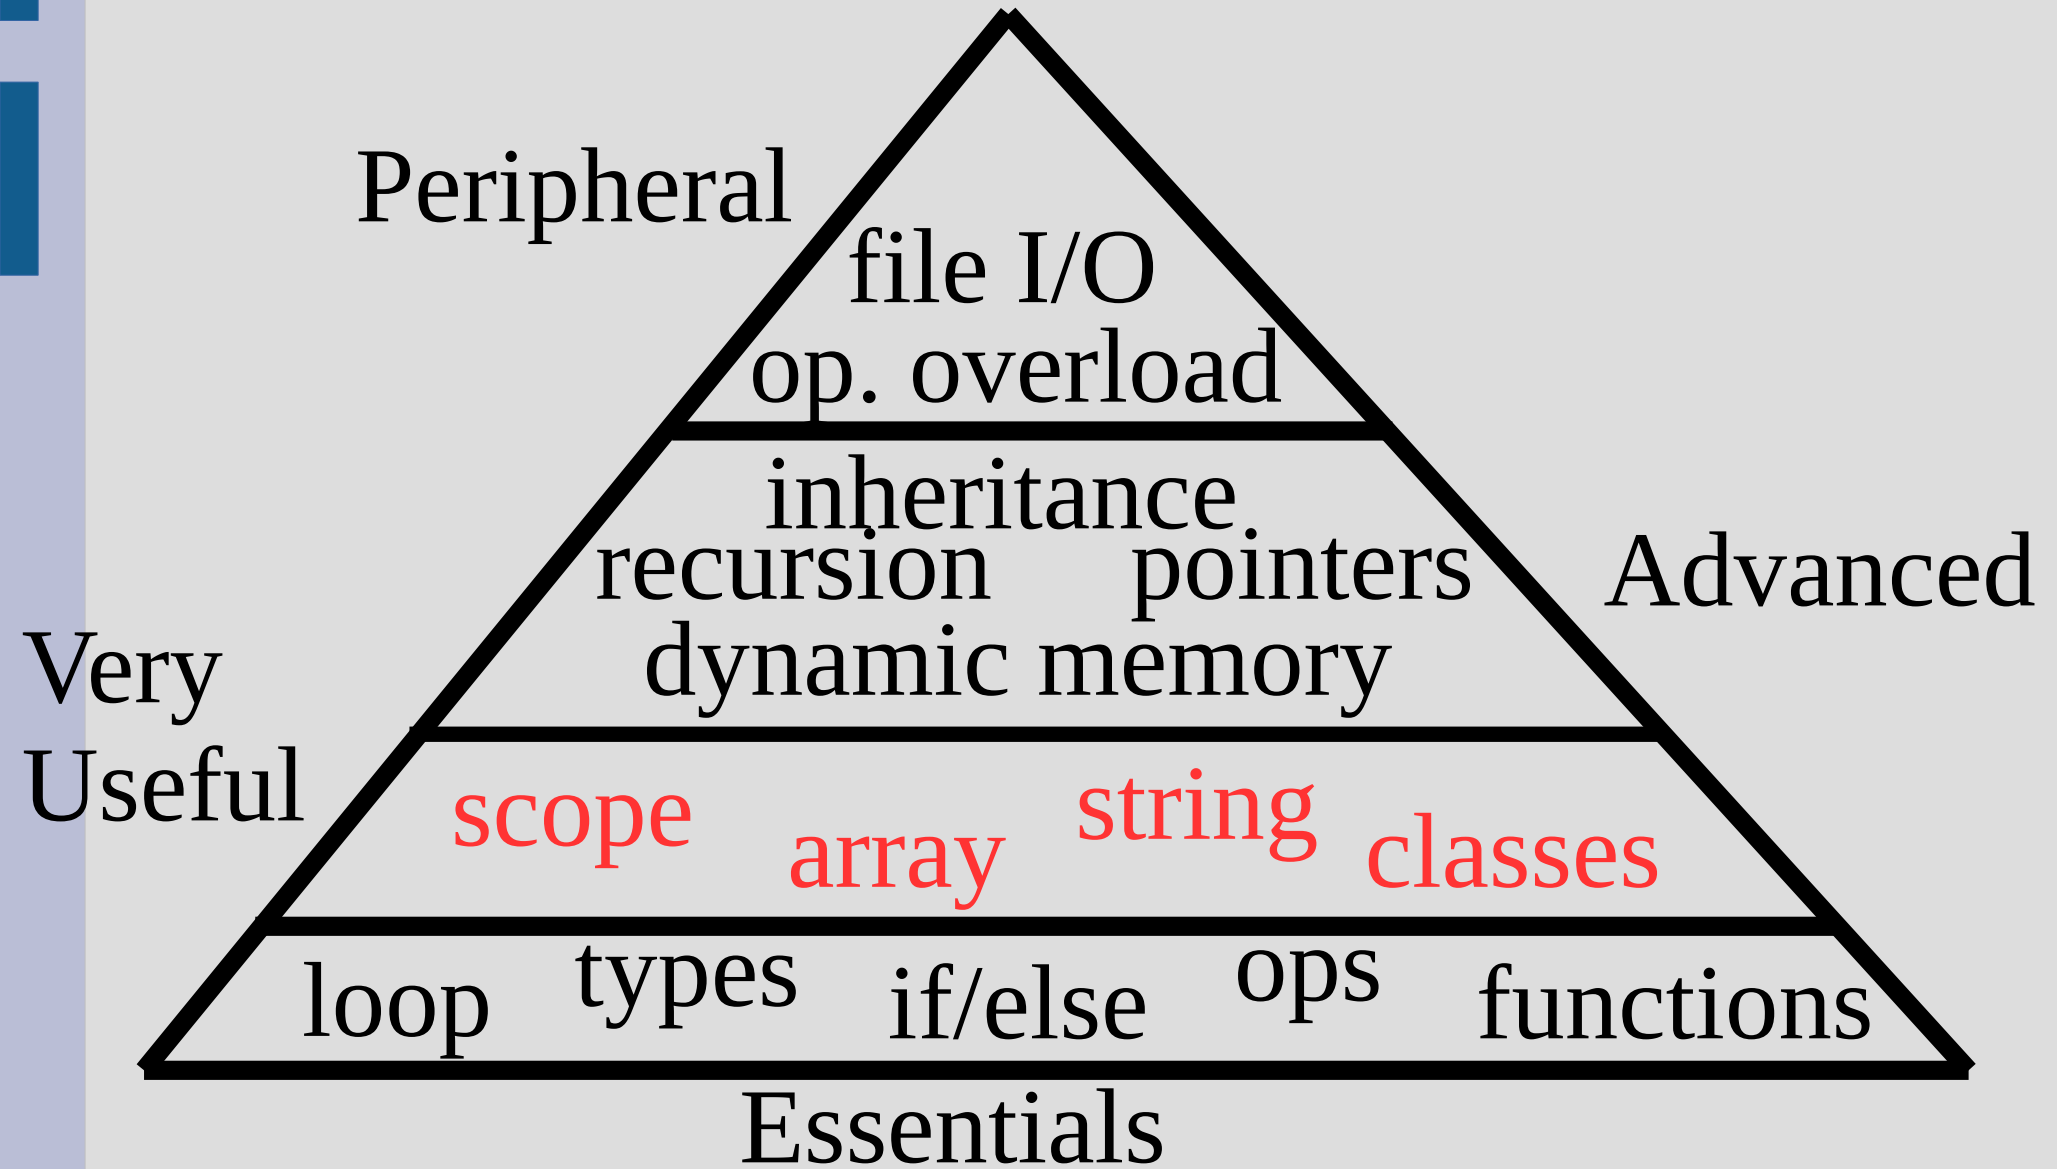 Peripheral
file I/O
op. overload
inheritance
recursion pointers
Advanced
dynamic memory
Very
Useful
scope array string classes
loop types if/else ops functions
Essentials